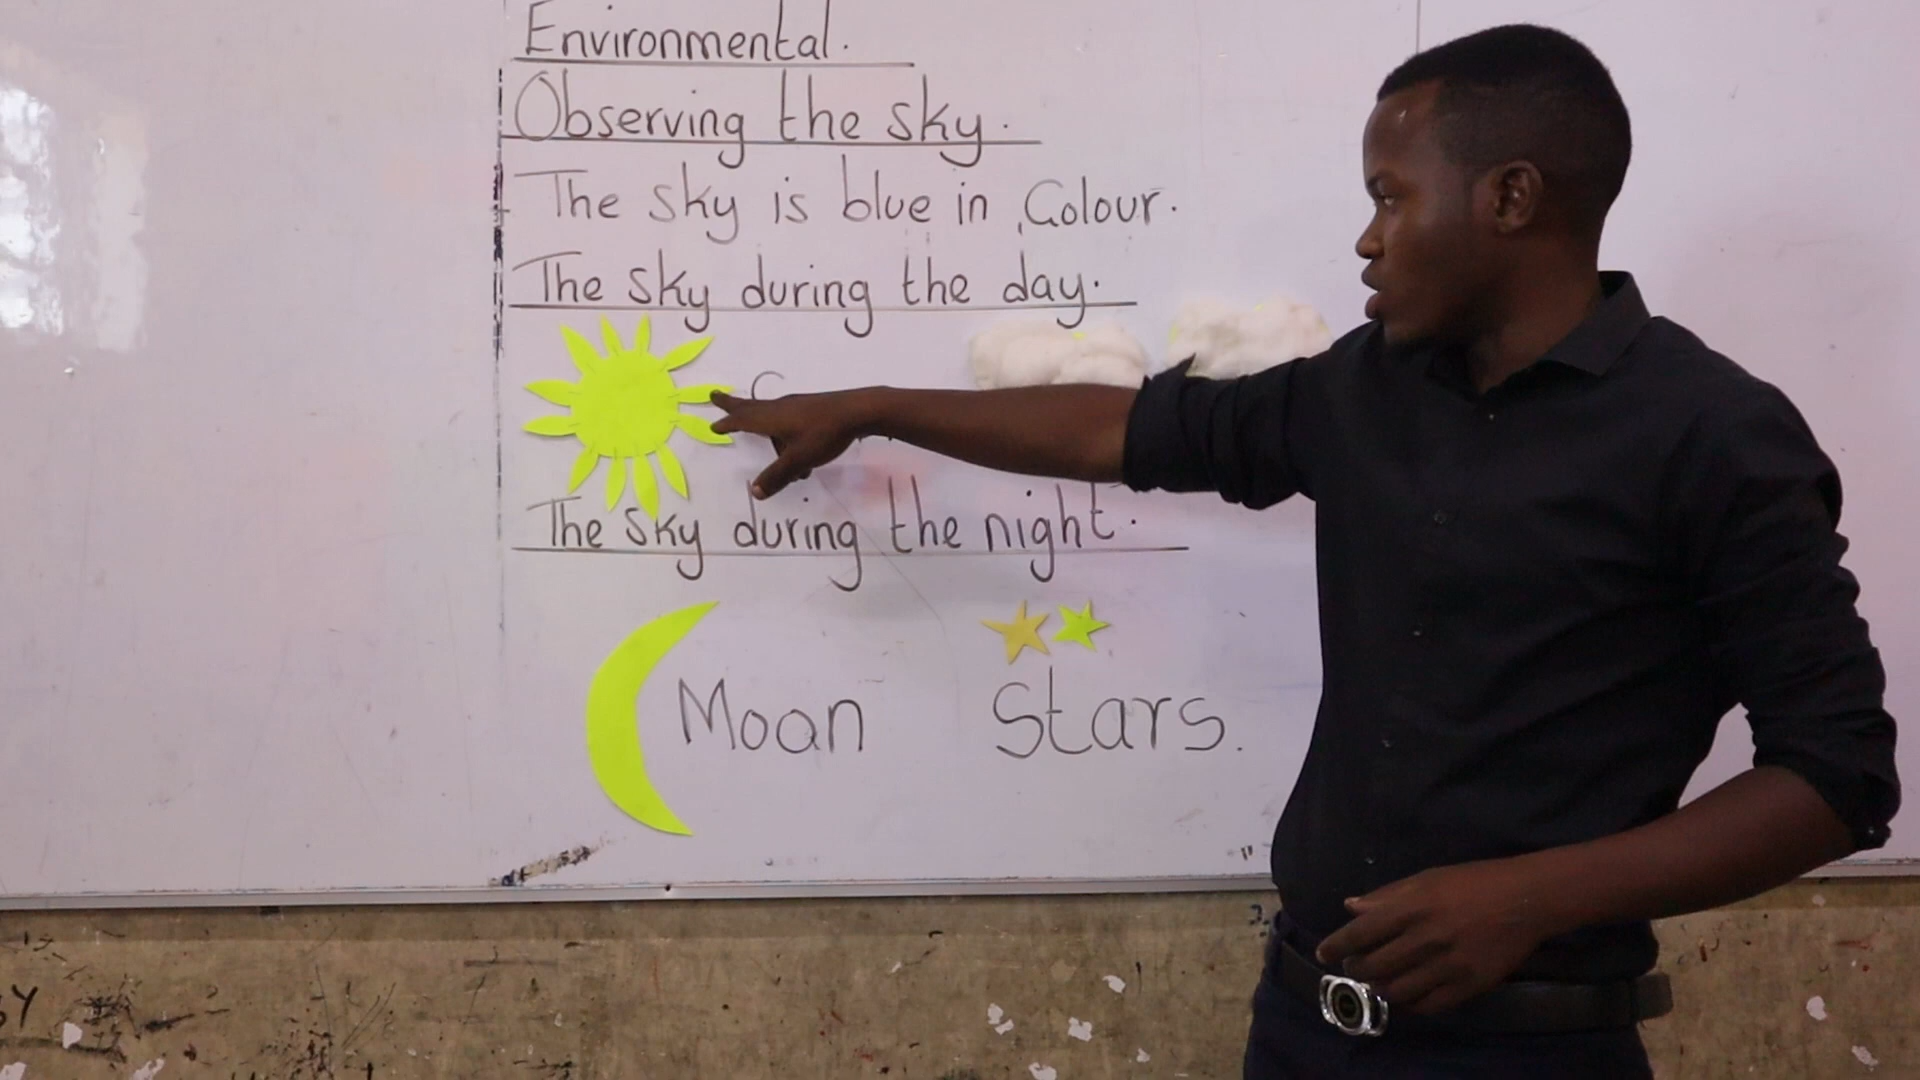 Environmental.
Observing the sky.
The sky is blue in Colour.
The sky during the day.
The sky during the night.
Moon Stars.